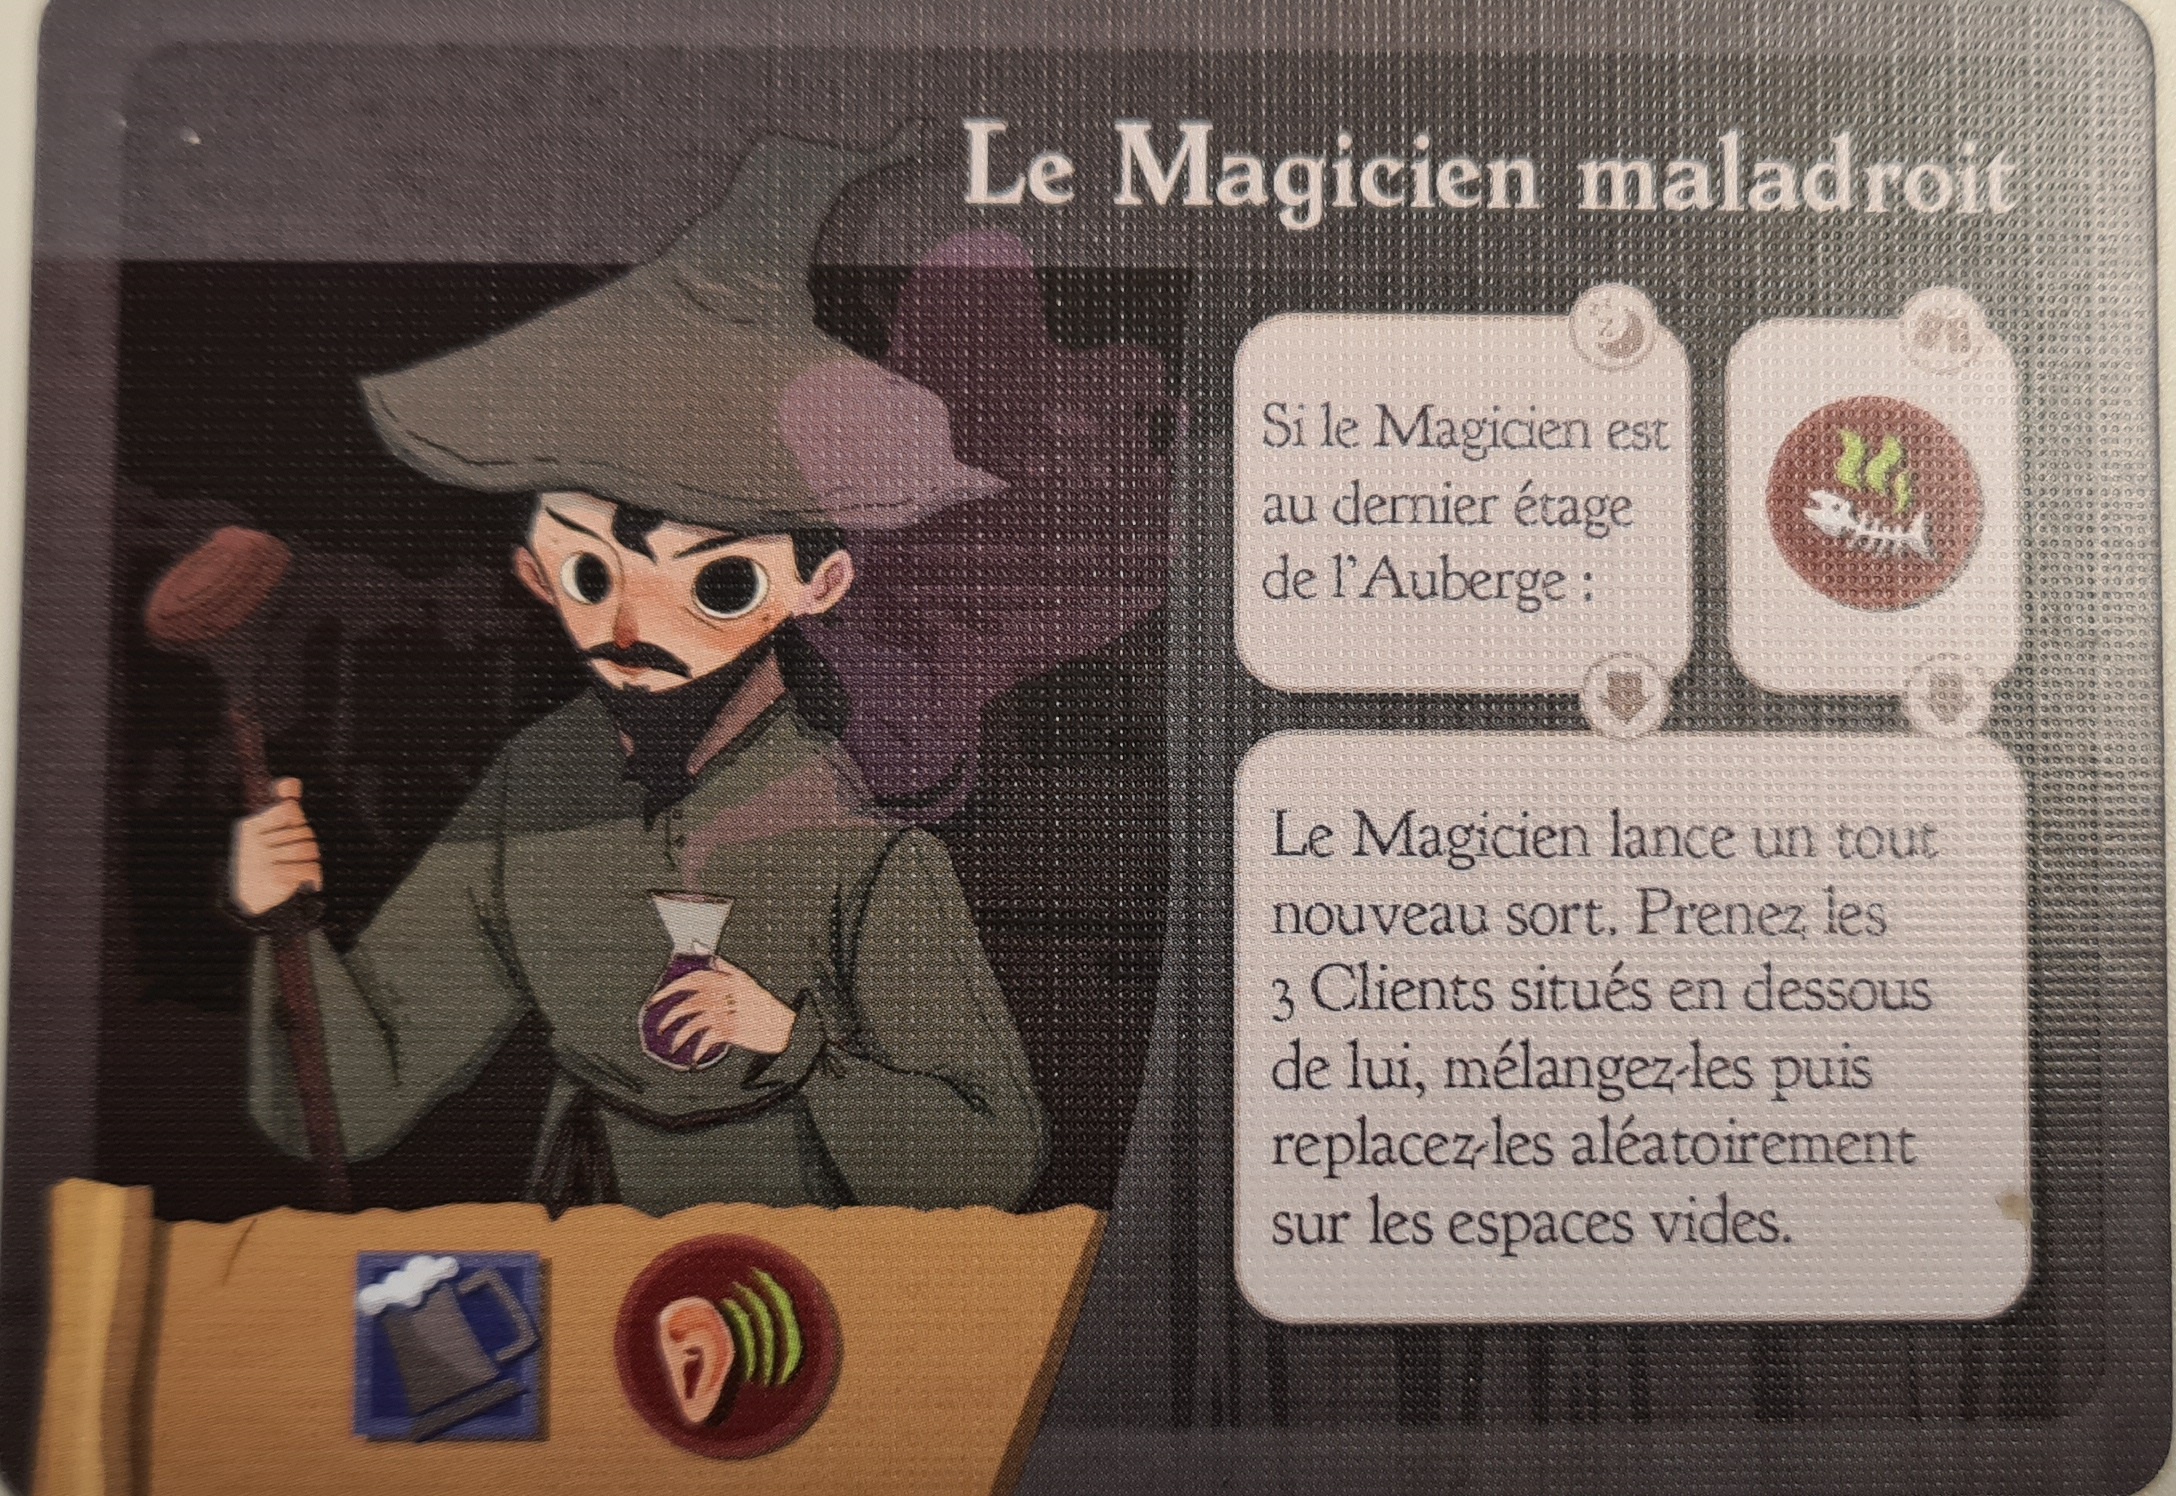 Le Magicien maladroit
Si le Magicien est
au dernier étage
de l'Auberge :
Le Magicien lance un tout
nouveau sort. Prenez les
3 Clients situés en dessous
de lui, mélangez-les puis
replacez-les aléatoirement
sur les espaces vides.